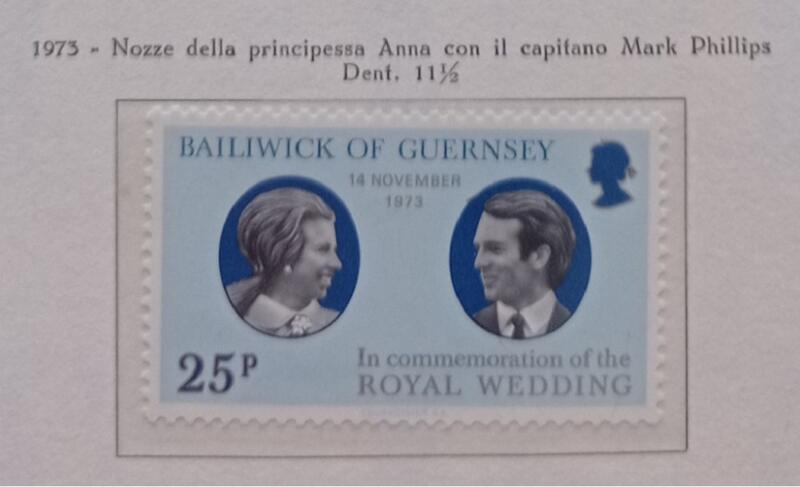 1973 - Nozze della principessa Anna con il capitano Mark Phillips
Dent. 11½
BAILIWICK OF GUERNSEY
14 NOVEMBER
1973
25P
In commemoration of the
ROYAL WEDDING